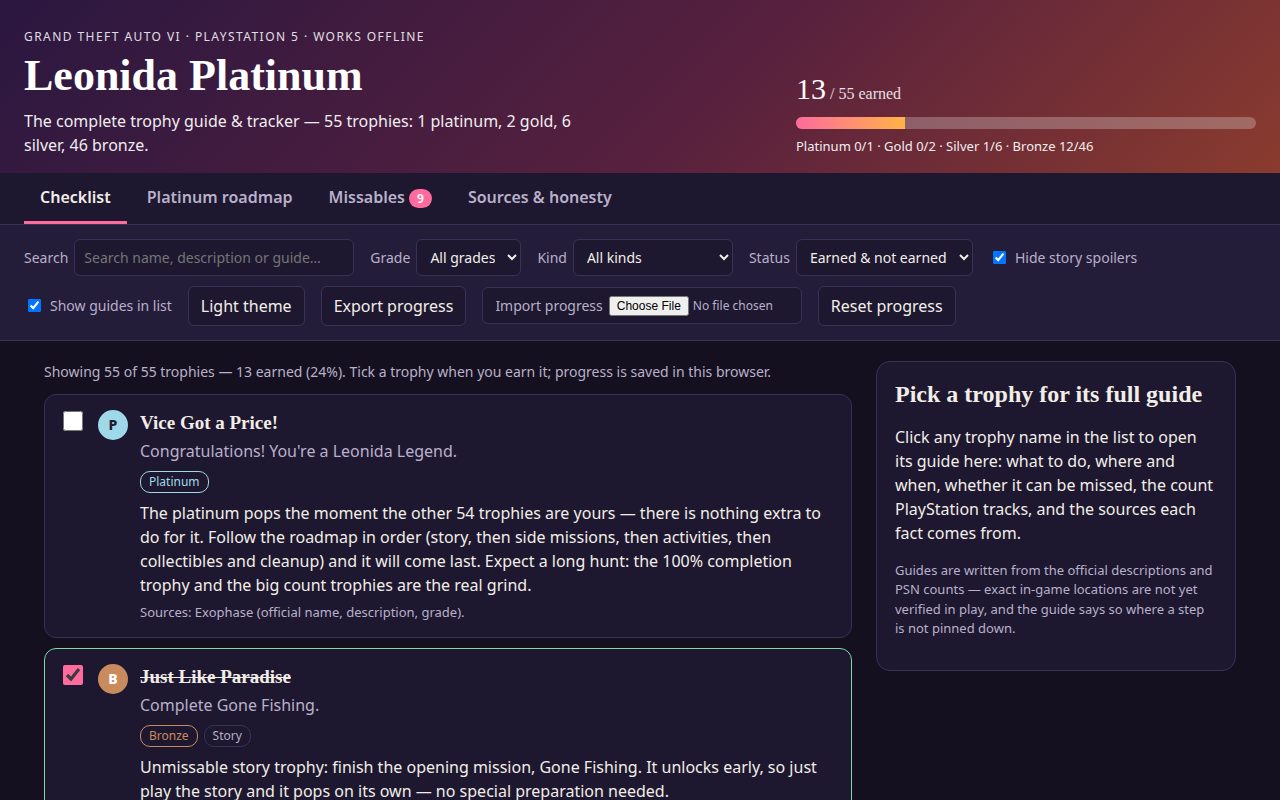 GRAND THEFT AUTO VI · PLAYSTATION 5 · WORKS OFFLINE
Leonida Platinum
The complete trophy guide & tracker — 55 trophies: 1 platinum, 2 gold, 6
silver, 46 bronze.
13 / 55 earned
Platinum 0/1 · Gold 0/2 · Silver 1/6 · Bronze 12/46
Checklist Platinum roadmap Missables 9 Sources & honesty
Search Search name, description or guide... Grade All grades Kind All kinds Status Earned & not earned Hide story spoilers
Show guides in list Light theme Export progress Import progress Choose File No file chosen Reset progress
Showing 55 of 55 trophies — 13 earned (24%). Tick a trophy when you earn it; progress is saved in this browser.
P Vice Got a Price!
Congratulations! You're a Leonida Legend.
Platinum
The platinum pops the moment the other 54 trophies are yours — there is nothing extra to
do for it. Follow the roadmap in order (story, then side missions, then activities, then
collectibles and cleanup) and it will come last. Expect a long hunt: the 100% completion
trophy and the big count trophies are the real grind.
Sources: Exophase (official name, description, grade).
B Just Like Paradise
Complete Gone Fishing.
Bronze Story
Unmissable story trophy: finish the opening mission, Gone Fishing. It unlocks early, so just
play the story and it pops on its own — no special preparation needed.
Pick a trophy for its full guide
Click any trophy name in the list to open
its guide here: what to do, where and
when, whether it can be missed, the count
PlayStation tracks, and the sources each
fact comes from.
Guides are written from the official descriptions and
PSN counts — exact in-game locations are not yet
verified in play, and the guide says so where a step
is not pinned down.